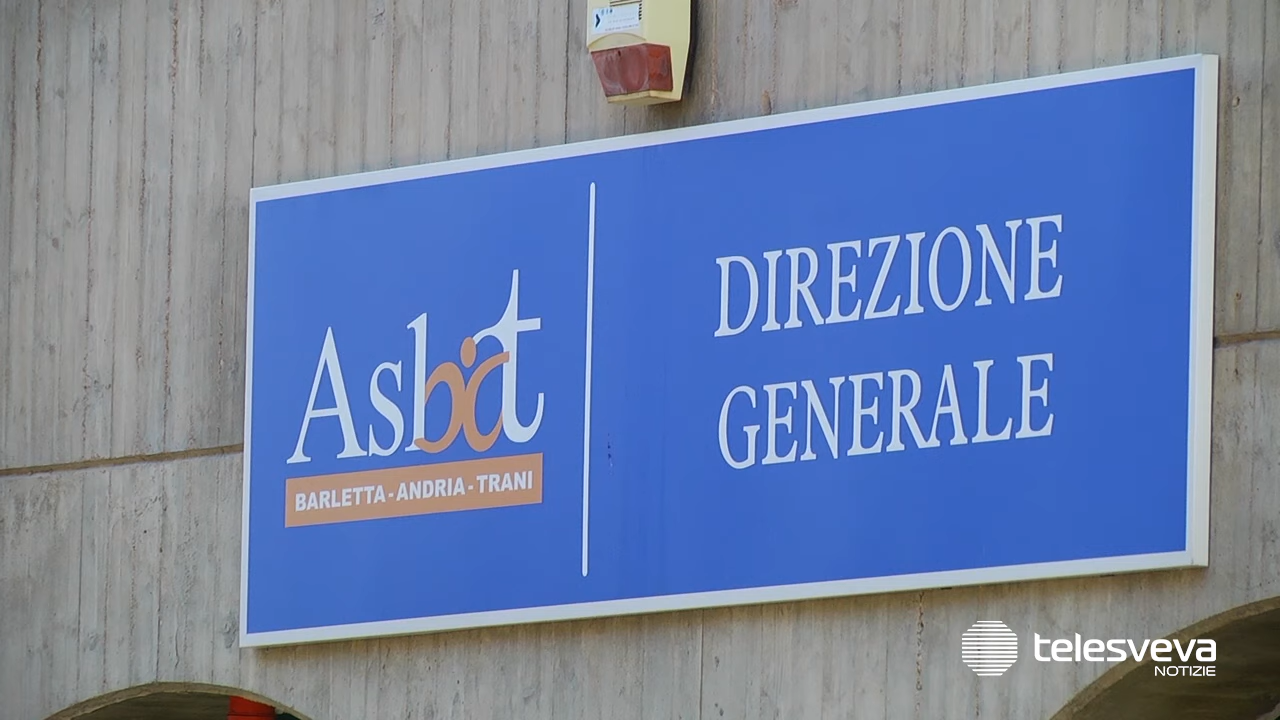 Asbat
BARLETTA-ANDRIA-TRANI
DIREZIONE
GENERALE
telesveva
NOTIZIE